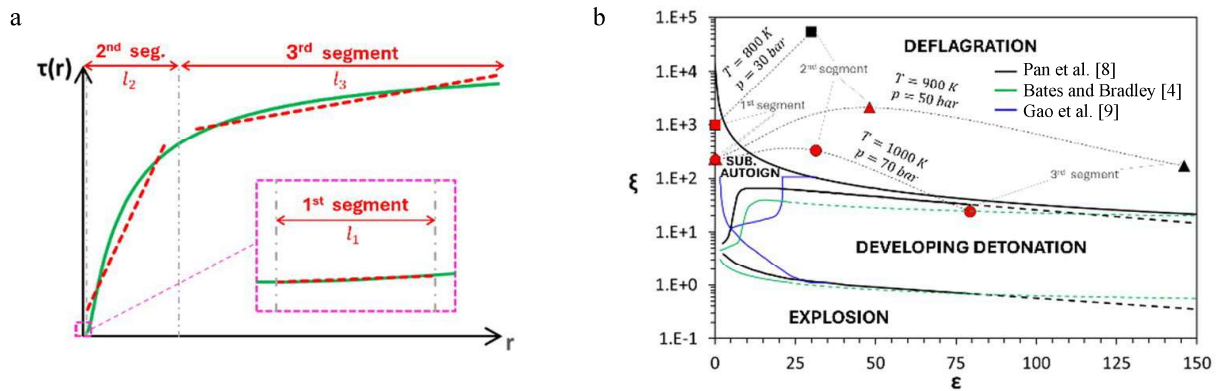 a
2nd seg.
3rd segment
τ(r)
l2
l3
1st segment
l1
r
b
1.E+5
1.E+4
1.E+3
1.E+2
1.E+1
1.E+0
1.E-1
ξ
DEFLAGRATION
T = 800 K
p = 30 bar
2nd segment
T = 900 K
p = 50 bar
Pan et al. [8]
Bates and Bradley [4]
Gao et al. [9]
1st segment
T = 1000 K
p = 70 bar
SUB.
AUTOIGN
3rd segment
DEVELOPING DETONATION
EXPLOSION
0 25 50 75 100 125 150
ε